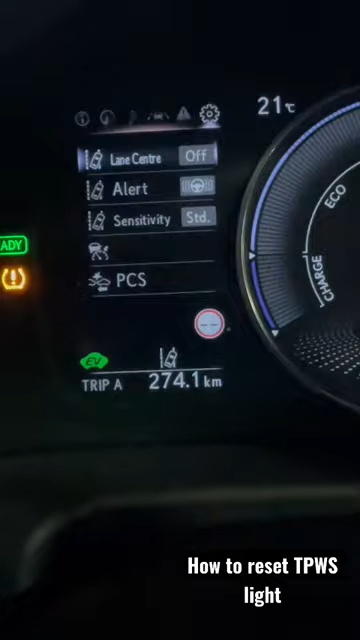 21°C
Lane Centre Off
Alert
Sensitivity Std.
PCS
ADY
ECO
CHARGE
EV
TRIP A 274.1 km
How to reset TPWS
light